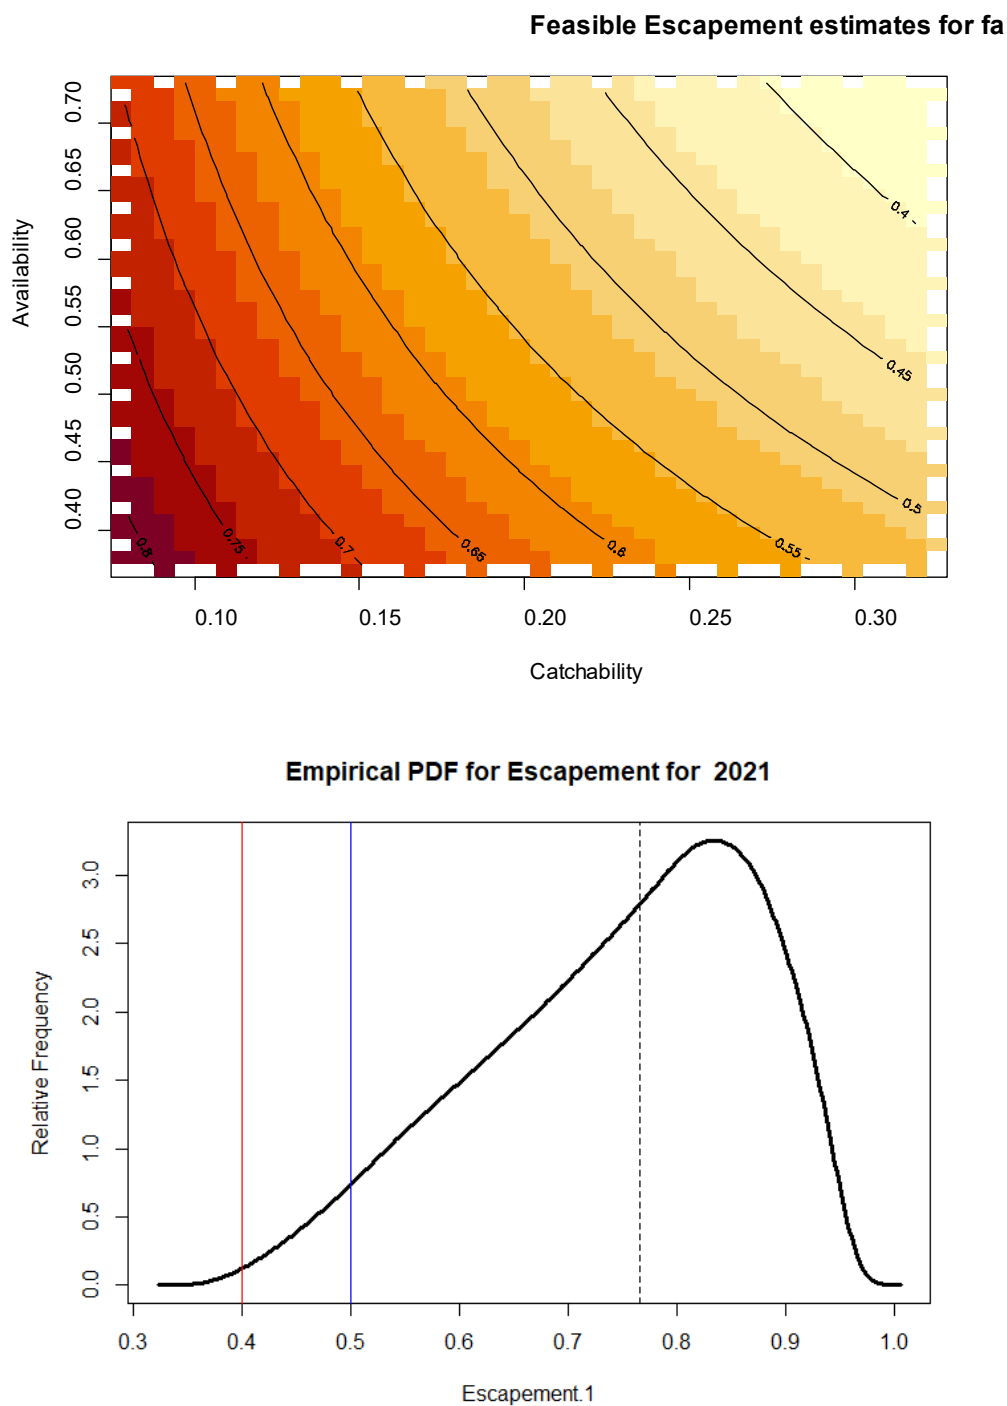 Feasible Escapement estimates for fa
0.70
0.65
0.60
0.55
0.50
0.45
0.40
Availability
0.4
0.45
0.5
0.8
0.75
0.7
0.65
0.6
0.55
0.10 0.15 0.20 0.25 0.30
Catchability
Empirical PDF for Escapement for 2021
3.0
2.5
2.0
1.5
1.0
0.5
0.0
Relative Frequency
0.3 0.4 0.5 0.6 0.7 0.8 0.9 1.0
Escapement.1